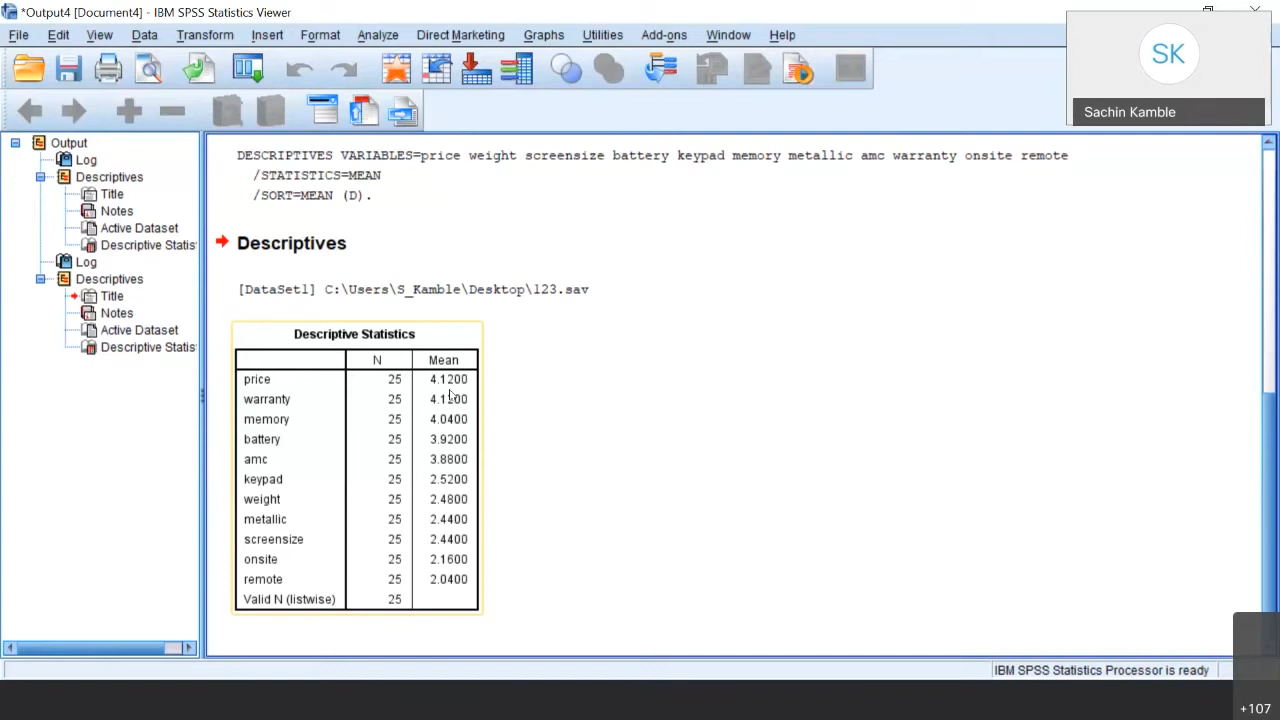 *Output4 [Document4] - IBM SPSS Statistics Viewer
File Edit View Data Transform Insert Format Analyze Direct Marketing Graphs Utilities Add-ons Window Help
SK
Sachin Kamble
Output
Log
Descriptives
Title
Notes
Active Dataset
Descriptive Statis
Log
Descriptives
Title
Notes
Active Dataset
Descriptive Statis
DESCRIPTIVES VARIABLES=price weight screensize battery keypad memory metallic amc warranty onsite remote
/STATISTICS=MEAN
/SORT=MEAN (D).
Descriptives
[DataSet1] C:\Users\S_Kamble\Desktop\123.sav
Descriptive Statistics
N Mean
price 25 4.1200
warranty 25
memory 25 4.0400
battery 25 3.9200
amc 25 3.8800
keypad 25 2.5200
weight 25 2.4800
metallic 25 2.4400
screensize 25 2.4400
onsite 25 2.1600
remote 25 2.0400
Valid N (listwise) 25
IBM SPSS Statistics Processor is ready
+107